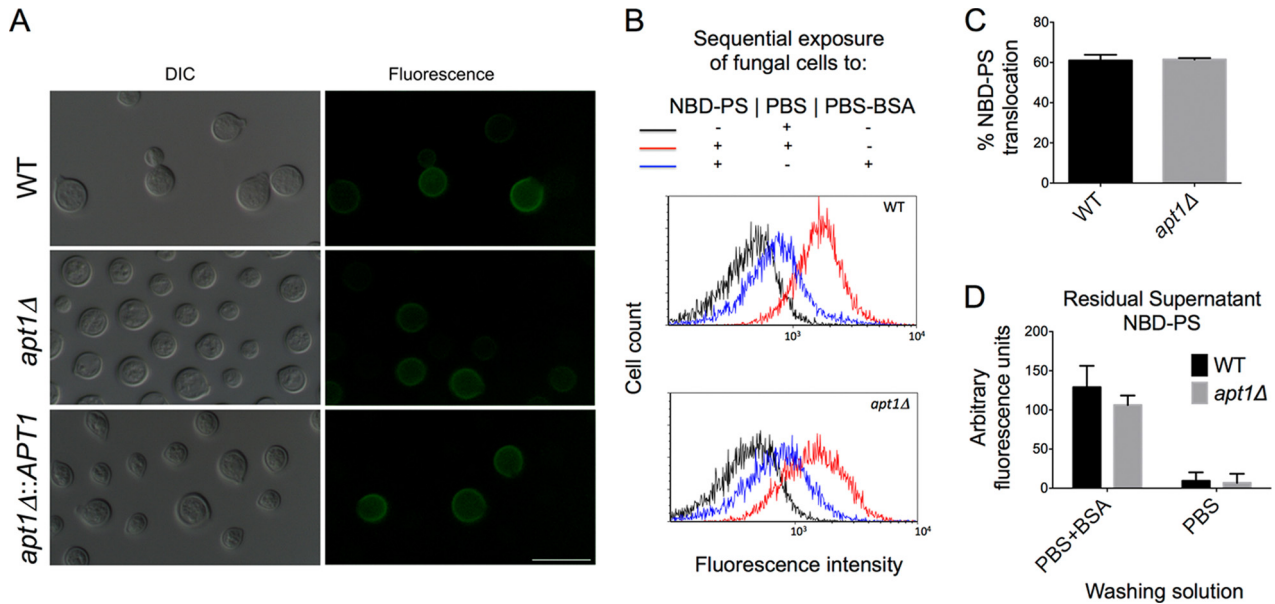 A
DIC
Fluorescence
WT
apt1Δ
apt1Δ::APT1
B
Sequential exposure
of fungal cells to:
NBD-PS | PBS | PBS-BSA
- + -
+ + -
+ - +
WT
10³ 10⁴
apt1Δ
10³ 10⁴
Cell count
Fluorescence intensity
C
% NBD-PS
translocation
80
60
40
20
0
WT
apt1Δ
D
Residual Supernatant
NBD-PS
Arbitrary
fluorescence units
200
150
100
50
0
WT
apt1Δ
PBS+BSA
PBS
Washing solution